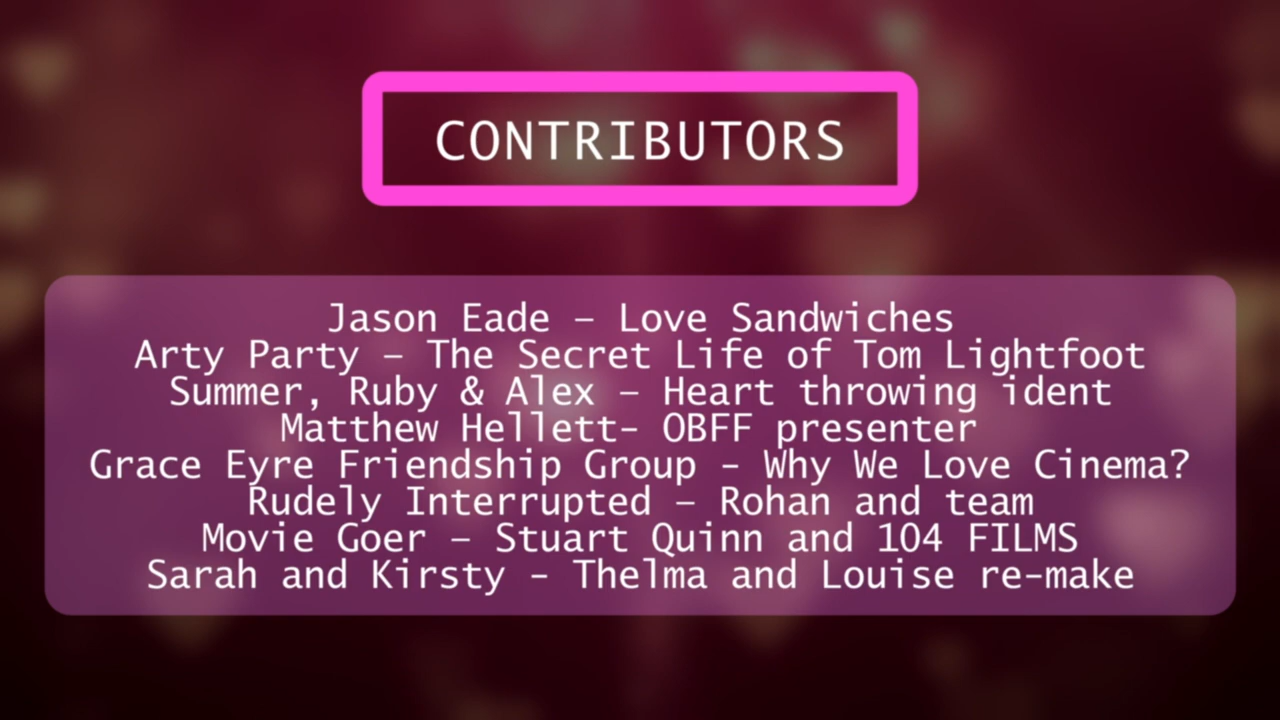 CONTRIBUTORS
Jason Eade – Love Sandwiches
Arty Party – The Secret Life of Tom Lightfoot
Summer, Ruby & Alex – Heart throwing ident
Matthew Hellett- OBFF presenter
Grace Eyre Friendship Group - Why We Love Cinema?
Rudely Interrupted – Rohan and team
Movie Goer – Stuart Quinn and 104 FILMS
Sarah and Kirsty - Thelma and Louise re-make